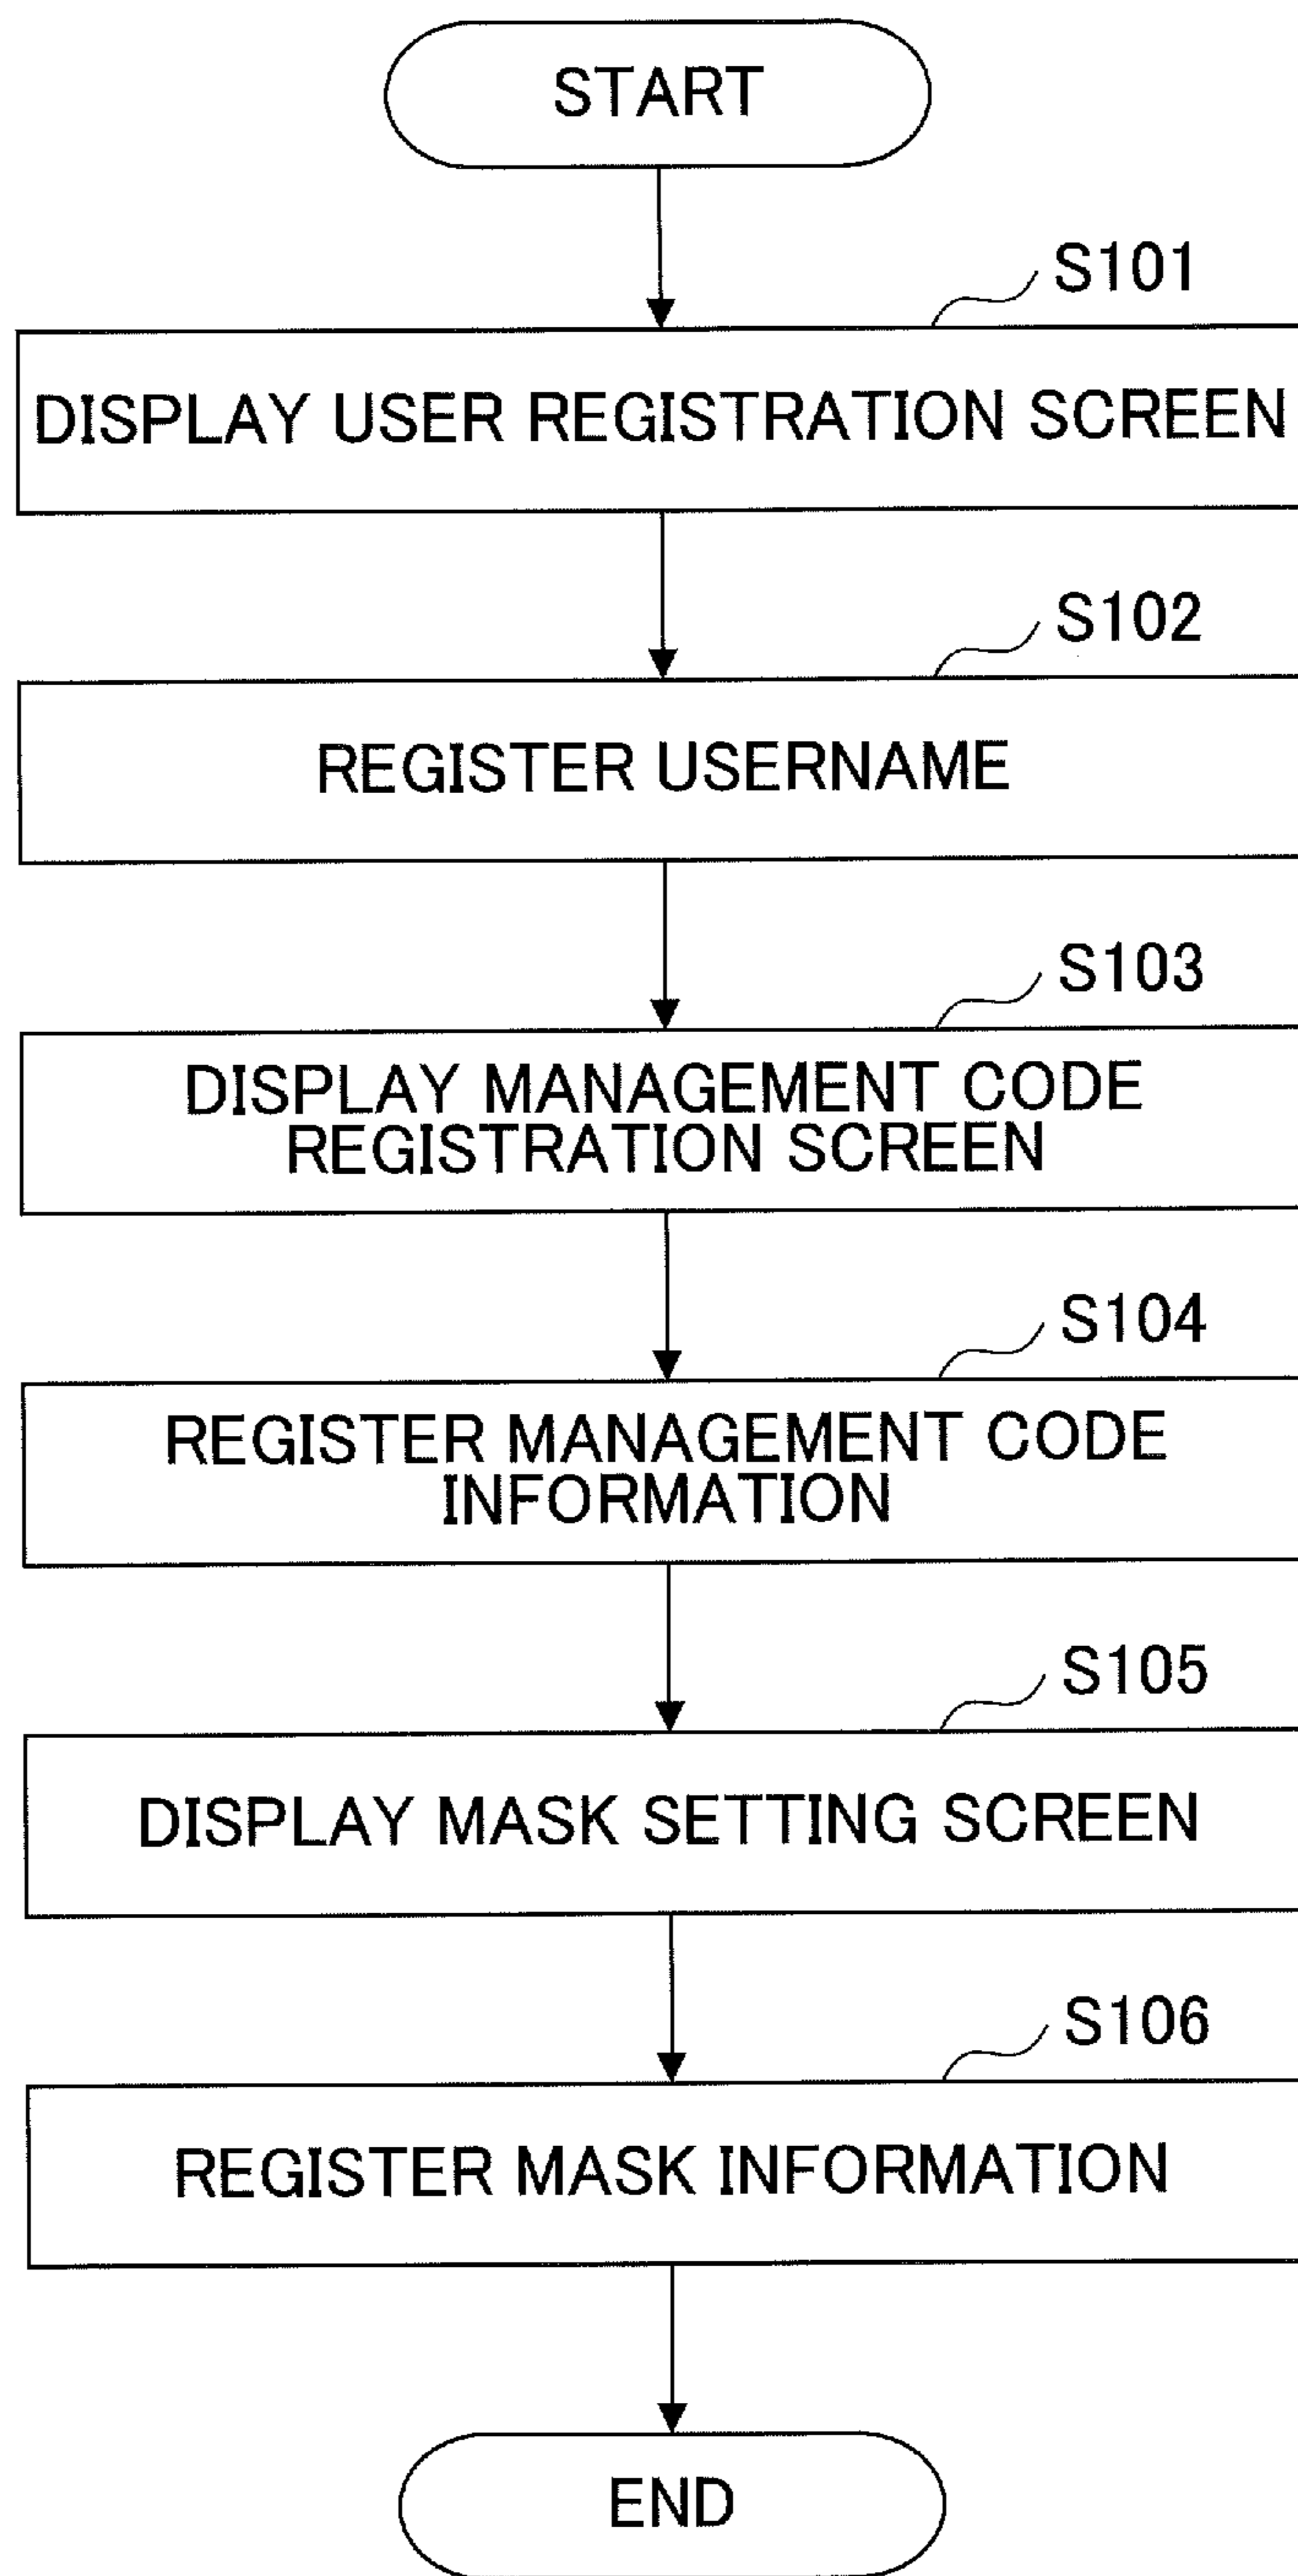 START
S101
DISPLAY USER REGISTRATION SCREEN
S102
REGISTER USERNAME
S103
DISPLAY MANAGEMENT CODE
REGISTRATION SCREEN
S104
REGISTER MANAGEMENT CODE
INFORMATION
S105
DISPLAY MASK SETTING SCREEN
S106
REGISTER MASK INFORMATION
END